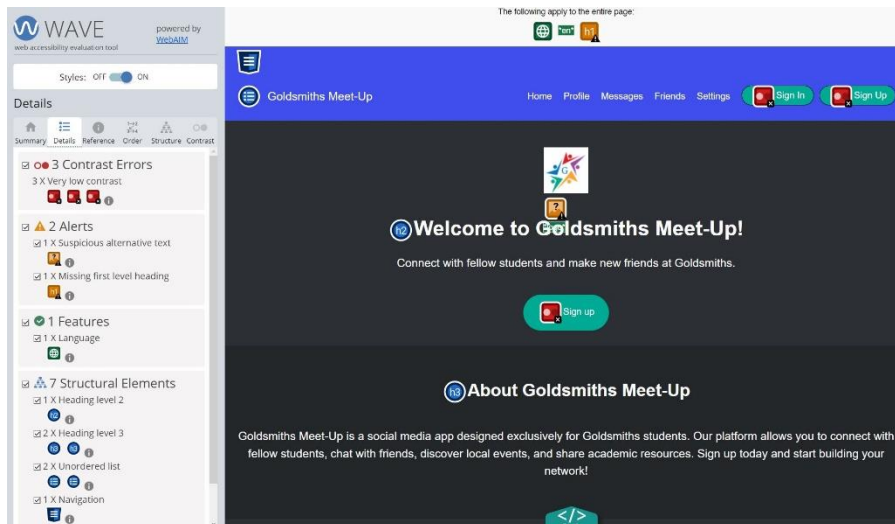 WAVE
web accessibility evaluation tool
powered by
WebAIM
Styles: OFF ON
Details
Summary Details Reference Order Structure Contrast
3 Contrast Errors
3 X Very low contrast
2 Alerts
1 X Suspicious alternative text
1 X Missing first level heading
h1
1 Features
1 X Language
7 Structural Elements
1 X Heading level 2
h2
2 X Heading level 3
h3 h3
2 X Unordered list
1 X Navigation
The following apply to the entire page:
"en" h1
Goldsmiths Meet-Up
Home Profile Messages Friends Settings Sign In Sign Up
G
h2 Welcome to Goldsmiths Meet-Up!
Connect with fellow students and make new friends at Goldsmiths.
Sign up
h3 About Goldsmiths Meet-Up
Goldsmiths Meet-Up is a social media app designed exclusively for Goldsmiths students. Our platform allows you to connect with
fellow students, chat with friends, discover local events, and share academic resources. Sign up today and start building your
network!
</>